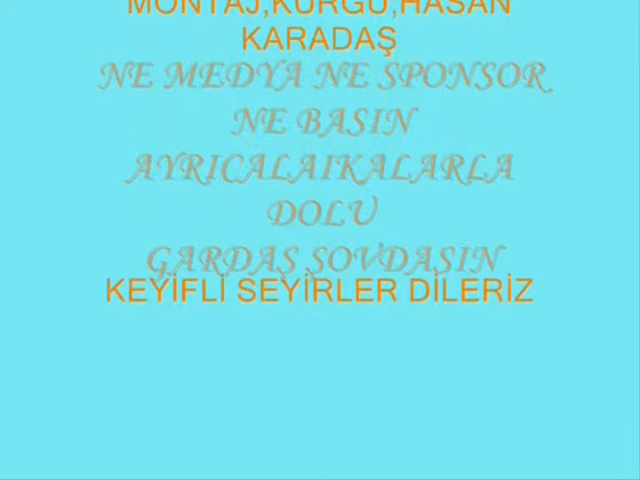 MONTAJ,KURGU,HASAN
KARADAŞ
NE MEDYA NE SPONSOR
NE BASIN
AYRICALAIKALARLA
DOLU
GARDAŞ ŞOVDASIN
KEYİFLİ SEYİRLER DİLERİZ